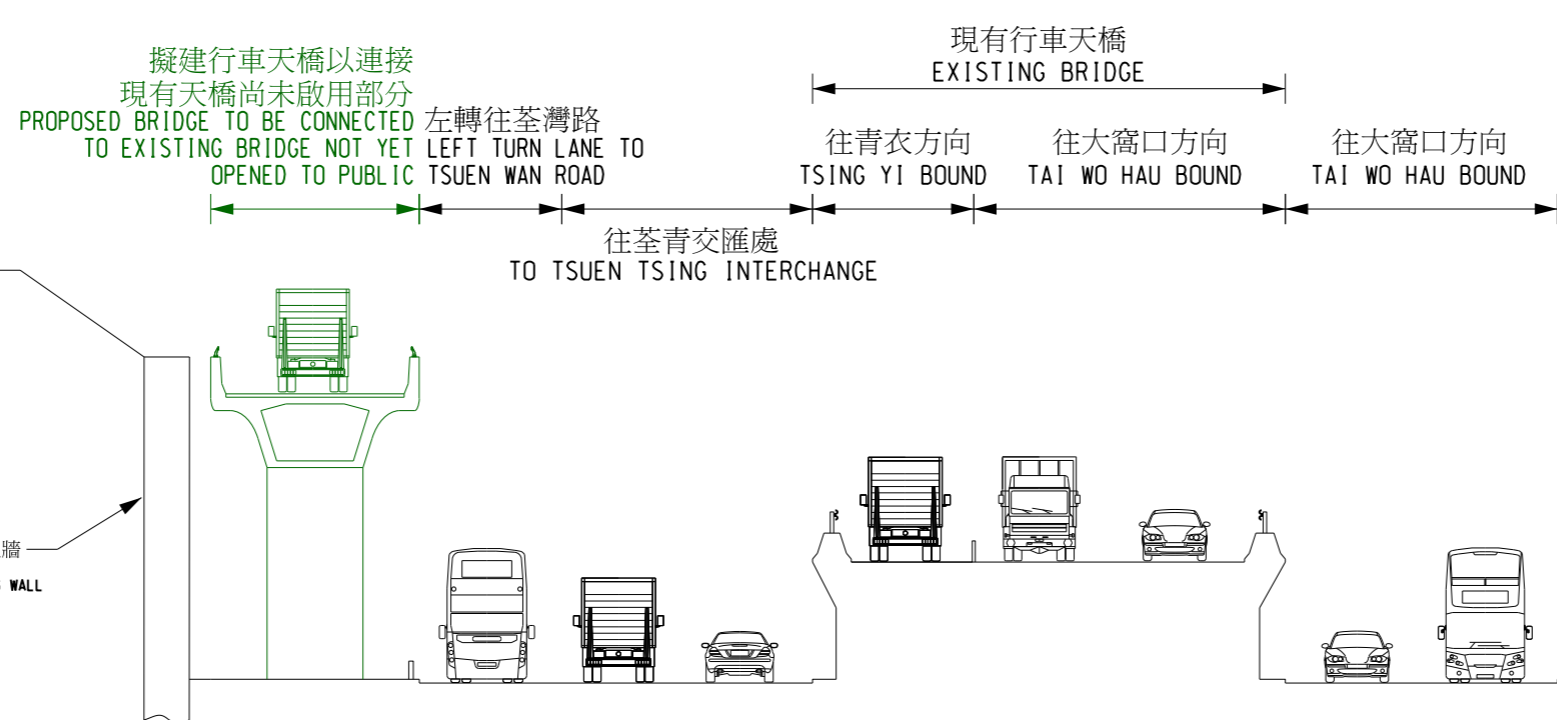 擬建行車天橋以連接
現有天橋尚未啟用部分
PROPOSED BRIDGE TO BE CONNECTED
TO EXISTING BRIDGE NOT YET
OPENED TO PUBLIC
左轉往荃灣路
LEFT TURN LANE TO
TSUEN WAN ROAD
往荃青交匯處
TO TSUEN TSING INTERCHANGE
現有行車天橋
EXISTING BRIDGE
往青衣方向
TSING YI BOUND
往大窩口方向
TAI WO HAU BOUND
往大窩口方向
TAI WO HAU BOUND
牆
WALL